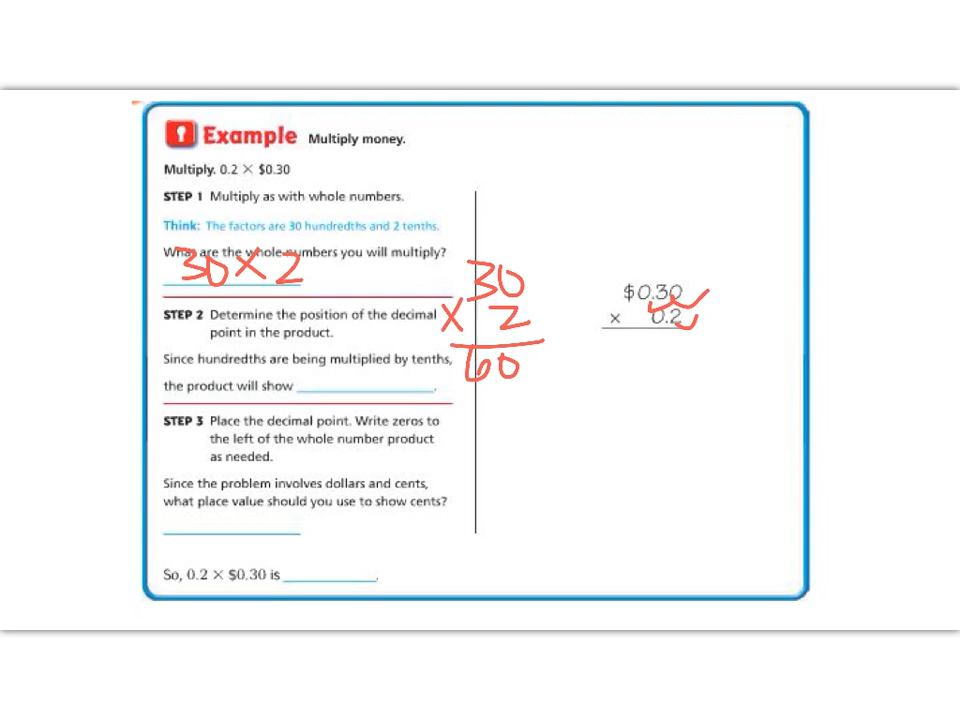 Example Multiply money.
Multiply. 0.2 × $0.30
STEP 1 Multiply as with whole numbers.
Think: The factors are 30 hundredths and 2 tenths.
What are the whole numbers you will multiply?
30 × 2
STEP 2 Determine the position of the decimal
point in the product.
Since hundredths are being multiplied by tenths,
the product will show ____________.
STEP 3 Place the decimal point. Write zeros to
the left of the whole number product
as needed.
Since the problem involves dollars and cents,
what place value should you use to show cents?
So, 0.2 × $0.30 is ____________.
30
× 2
60
$0.30
× 0.2